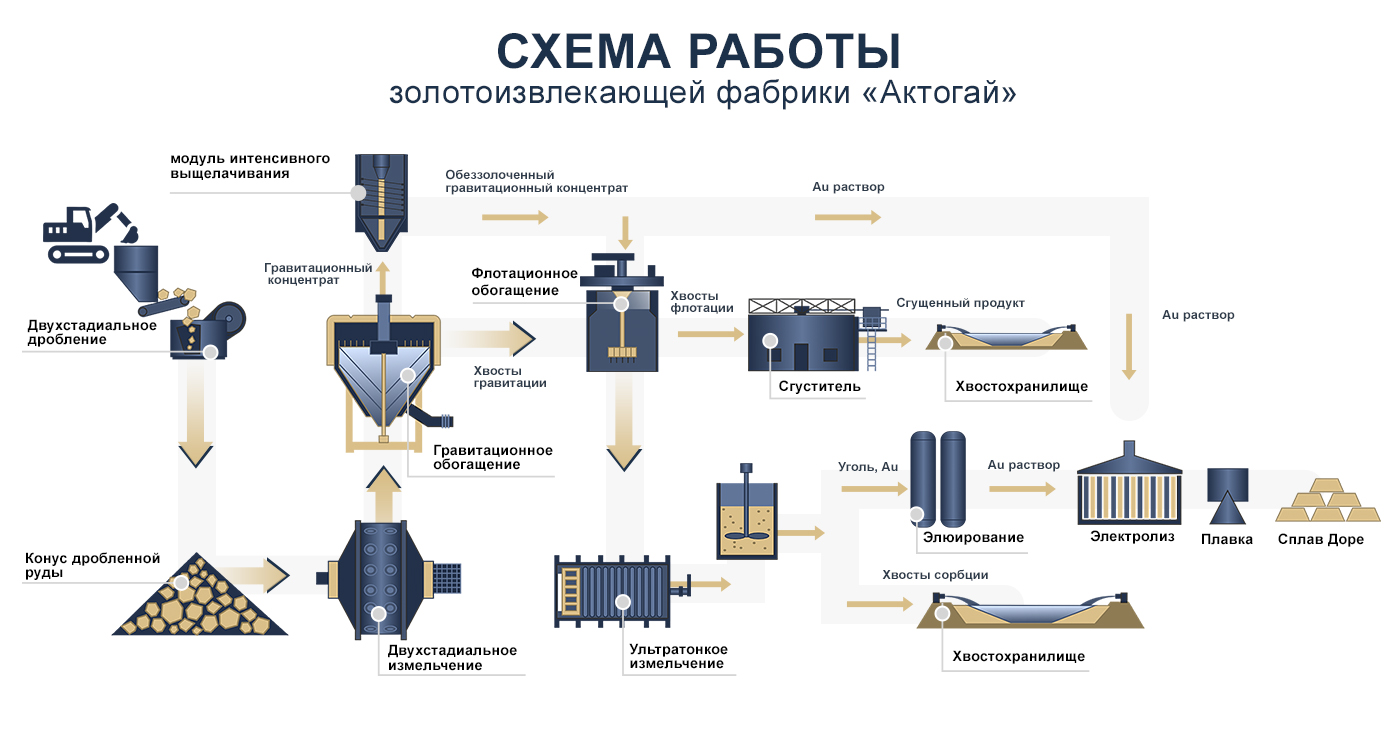 СХЕМА РАБОТЫ
золотоизвлекающей фабрики «Актогай»
модуль интенсивного
выщелачивания
Обеззолоченный
гравитационный концентрат
Au раствор
Гравитационный
концентрат
Флотационное
обогащение
Хвосты
флотации
Сгущенный продукт
Au раствор
Двухстадиальное
дробление
Хвосты
гравитации
Сгуститель
Хвостохранилище
Гравитационное
обогащение
Уголь, Au
Au раствор
Элюирование
Электролиз
Плавка
Сплав Доре
Конус дробленной
руды
Хвосты сорбции
Двухстадиальное
измельчение
Ультратонкое
измельчение
Хвостохранилище